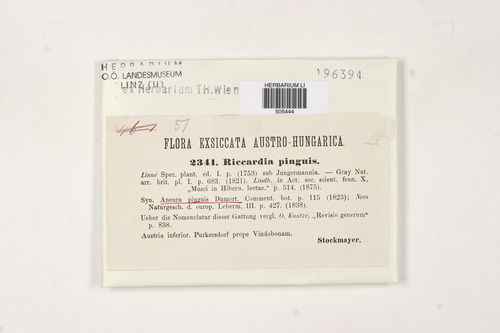 HERBARIUM
O.Ö. LANDESMUSEUM
LINZ (LI)
ex Herbarium TH.Wien
HERBARIUM LI
505444
196394
51
FLORA EXSICCATA AUSTRO-HUNGARICA.
2341. Riccardia pinguis.
Linné Spec. plant. ed. I. p. (1753) sub Jungermannia. — Gray Nat.
arr. brit. pl. I. p. 683. (1821). Lindb. in Act. soc. scient. fenn. X,
„Musci in Hibern. lectae,“ p. 514. (1875).
Syn. Aneura pinguis Dumort. Comment. bot. p. 115 (1823); Nees
Naturgesch. d. europ. Leberm. III. p. 427. (1838).
Ueber die Nomenclatur dieser Gattung vergl. O. Kuntze, „Revisio generum“
p. 838.
Austria inferior. Purkersdorf prope Vindobonam.
Stockmayer.